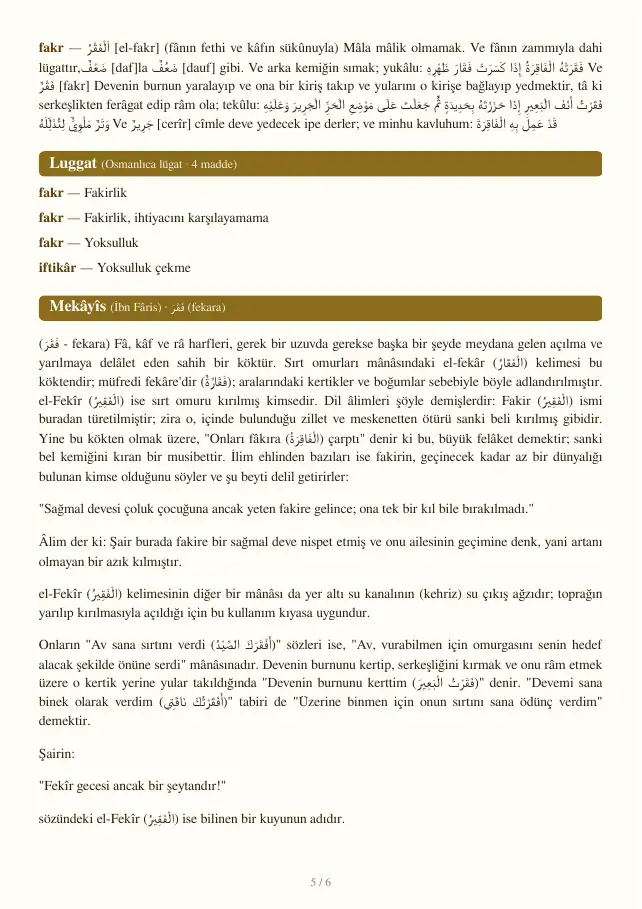 fakr — اَلْفَقْرُ [el-fakr] (fânın fethi ve kâfın sükûnuyla) Mâla mâlik olmamak. Ve fânın zammıyla dahi
lügattır, ضَعْفٌ [daf]la ضُعْفٌ [dauf] gibi. Ve arka kemiğin sımak; yukâlu: فَقَرَتْهُ الْفَاقِرَةُ إِذَا كَسَرَتْ فَقَارَ ظَهْرِهِ Ve
فَقْرٌ [fakr] Devenin burnun yaralayıp ve ona bir kiriş takıp ve yularını o kirişe bağlayıp yedmektir, tâ ki
serkeşlikten ferâgat edip râm ola; tekûlu: فَقَرْتُ أَنْفَ الْبَعِيرِ إِذَا حَزَزْتَهُ بِحَدِيدَةٍ ثُمَّ جَعَلْتَ عَلَى مَوْضِعِ الْحَزِّ الْجَرِيرَ وَعَلَيْهِ
وَتَرٌ مَلْوِيٌّ لِتُذَلِّلَهُ Ve جَرِيرٌ [cerîr] cîmle deve yedecek ipe derler; ve minhu kavluhum: قَدْ عَمِلَ بِهِ الْفَاقِرَةَ
Luggat (Osmanlıca lügat · 4 madde)
fakr — Fakirlik
fakr — Fakirlik, ihtiyacını karşılayamama
fakr — Yoksulluk
iftikâr — Yoksulluk çekme
Mekâyîs (İbn Fâris) · فَقَرَ (fekara)
(فَقَرَ - fekara) Fâ, kâf ve râ harfleri, gerek bir uzuvda gerekse başka bir şeyde meydana gelen açılma ve
yarılmaya delâlet eden sahih bir köktür. Sırt omurları mânâsındaki el-fekâr (الْفَقَارُ) kelimesi bu
köktendir; müfredi fekâre'dir (فَقَارَةٌ); aralarındaki kertikler ve boğumlar sebebiyle böyle adlandırılmıştır.
el-Fekîr (الْفَقِيرُ) ise sırt omuru kırılmış kimsedir. Dil âlimleri şöyle demişlerdir: Fakir (الْفَقِيرُ) ismi
buradan türetilmiştir; zira o, içinde bulunduğu zillet ve meskenetten ötürü sanki beli kırılmış gibidir.
Yine bu kökten olmak üzere, "Onları fâkıra (الْفَاقِرَةُ) çarptı" denir ki bu, büyük felâket demektir; sanki
bel kemiğini kıran bir musibettir. İlim ehlinden bazıları ise fakirin, geçinecek kadar az bir dünyalığı
bulunan kimse olduğunu söyler ve şu beyti delil getirirler:
"Sağmal devesi çoluk çocuğuna ancak yeten fakire gelince; ona tek bir kıl bile bırakılmadı."
Âlim der ki: Şair burada fakire bir sağmal deve nispet etmiş ve onu ailesinin geçimine denk, yani artanı
olmayan bir azık kılmıştır.
el-Fekîr (الْفَقِيرُ) kelimesinin diğer bir mânâsı da yer altı su kanalının (kehriz) su çıkış ağzıdır; toprağın
yarılıp kırılmasıyla açıldığı için bu kullanım kıyasa uygundur.
Onların "Av sana sırtını verdi (أَفْقَرَكَ الصَّيْدُ)" sözleri ise, "Av, vurabilmen için omurgasını senin hedef
alacak şekilde önüne serdi" mânâsınadır. Devenin burnunu kertip, serkeşliğini kırmak ve onu râm etmek
üzere o kertik yerine yular takıldığında "Devenin burnunu kerttim (فَقَرْتُ الْبَعِيرَ)" denir. "Devemi sana
binek olarak verdim (أَفْقَرْتُكَ نَاقَتِي)" tabiri de "Üzerine binmen için onun sırtını sana ödünç verdim"
demektir.
Şairin:
"Fekîr gecesi ancak bir şeytandır!"
sözündeki el-Fekîr (الْفَقِيرُ) ise bilinen bir kuyunun adıdır.
5 / 6